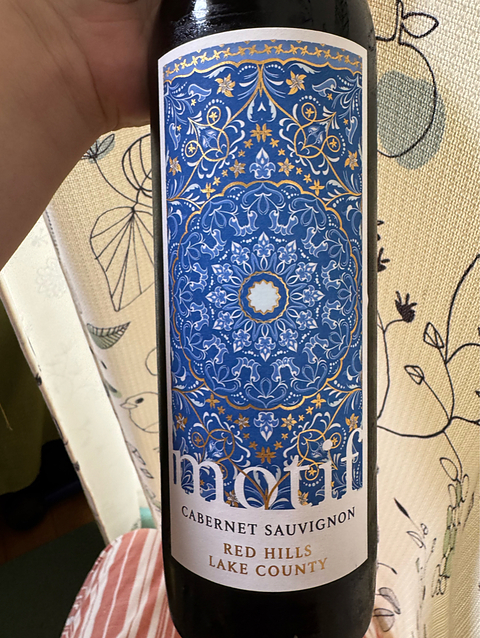 motif
CABERNET SAUVIGNON
RED HILLS
LAKE COUNTY